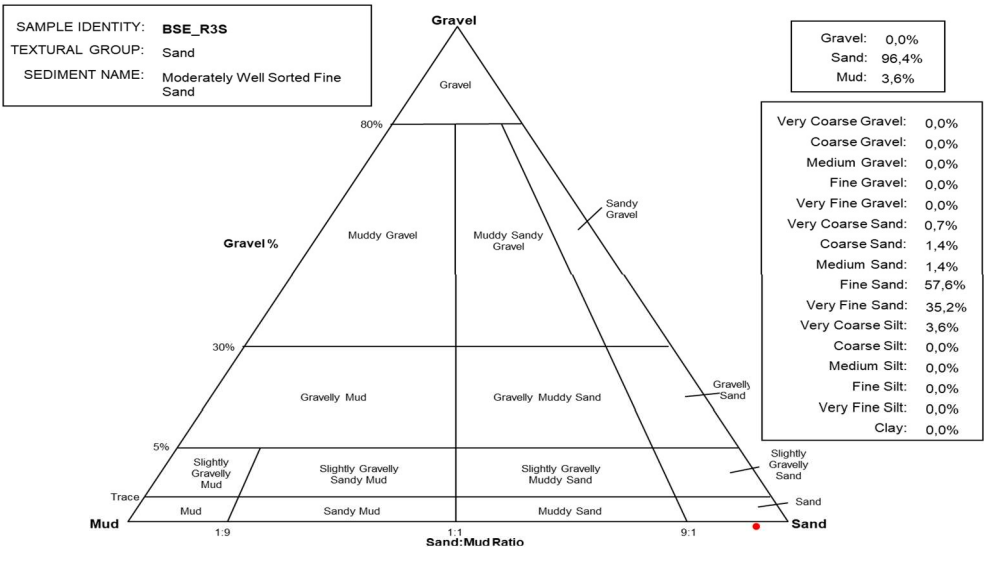 SAMPLE IDENTITY: BSE_R3S
TEXTURAL GROUP: Sand
SEDIMENT NAME: Moderately Well Sorted Fine
Sand
Gravel
Gravel: 0,0%
Sand: 96,4%
Mud: 3,6%
Very Coarse Gravel: 0,0%
Coarse Gravel: 0,0%
Medium Gravel: 0,0%
Fine Gravel: 0,0%
Very Fine Gravel: 0,0%
Very Coarse Sand: 0,7%
Coarse Sand: 1,4%
Medium Sand: 1,4%
Fine Sand: 57,6%
Very Fine Sand: 35,2%
Very Coarse Silt: 3,6%
Coarse Silt: 0,0%
Medium Silt: 0,0%
Fine Silt: 0,0%
Very Fine Silt: 0,0%
Clay: 0,0%
Gravel
80%
Sandy
Gravel
Muddy Gravel
Muddy Sandy
Gravel
Gravel %
30%
Gravelly Mud
Gravelly Muddy Sand
Gravelly
Sand
5%
Slightly
Gravelly
Mud
Slightly Gravelly
Sandy Mud
Slightly Gravelly
Muddy Sand
Slightly
Gravelly
Sand
Trace
Mud
Sandy Mud
Muddy Sand
Sand
Mud
Sand
1:9
1:1
9:1
Sand:Mud Ratio